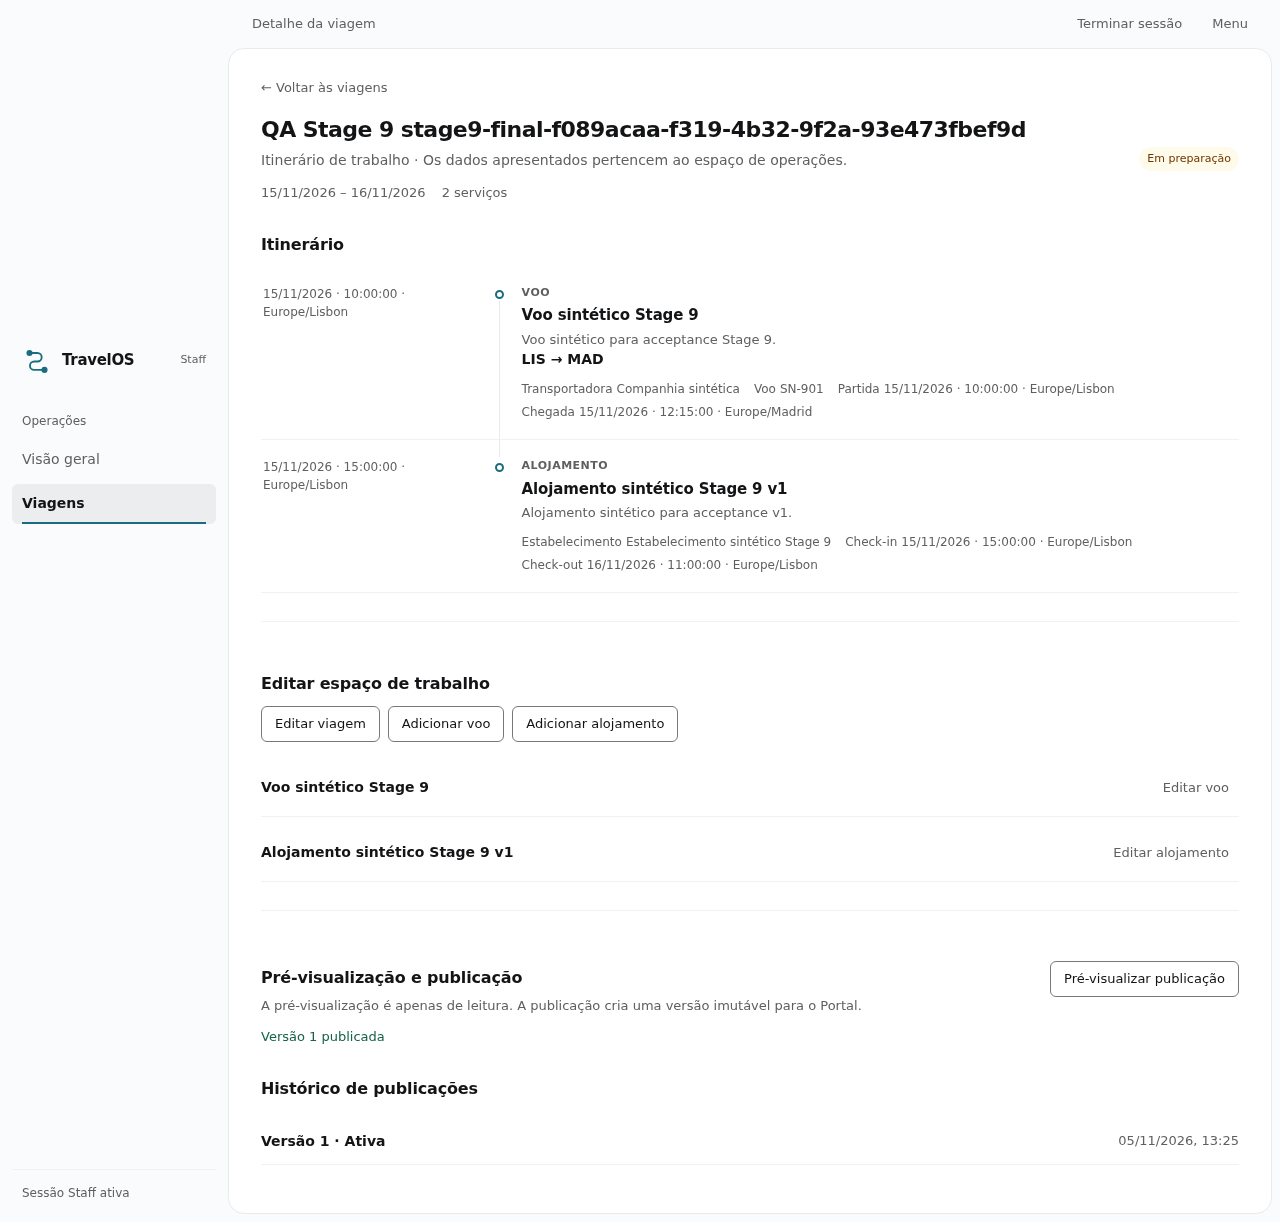 Detalhe da viagem
Terminar sessão
Menu
TravelOS
Staff
Operações
Visão geral
Viagens
Sessão Staff ativa
← Voltar às viagens
QA Stage 9 stage9-final-f089acaa-f319-4b32-9f2a-93e473fbef9d
Itinerário de trabalho · Os dados apresentados pertencem ao espaço de operações.
Em preparação
15/11/2026 – 16/11/2026 2 serviços
Itinerário
15/11/2026 · 10:00:00 ·
Europe/Lisbon
VOO
Voo sintético Stage 9
Voo sintético para acceptance Stage 9.
LIS → MAD
Transportadora Companhia sintética Voo SN-901 Partida 15/11/2026 · 10:00:00 · Europe/Lisbon
Chegada 15/11/2026 · 12:15:00 · Europe/Madrid
15/11/2026 · 15:00:00 ·
Europe/Lisbon
ALOJAMENTO
Alojamento sintético Stage 9 v1
Alojamento sintético para acceptance v1.
Estabelecimento Estabelecimento sintético Stage 9 Check-in 15/11/2026 · 15:00:00 · Europe/Lisbon
Check-out 16/11/2026 · 11:00:00 · Europe/Lisbon
Editar espaço de trabalho
Editar viagem
Adicionar voo
Adicionar alojamento
Voo sintético Stage 9
Editar voo
Alojamento sintético Stage 9 v1
Editar alojamento
Pré-visualização e publicação
Pré-visualizar publicação
A pré-visualização é apenas de leitura. A publicação cria uma versão imutável para o Portal.
Versão 1 publicada
Histórico de publicações
Versão 1 · Ativa
05/11/2026, 13:25